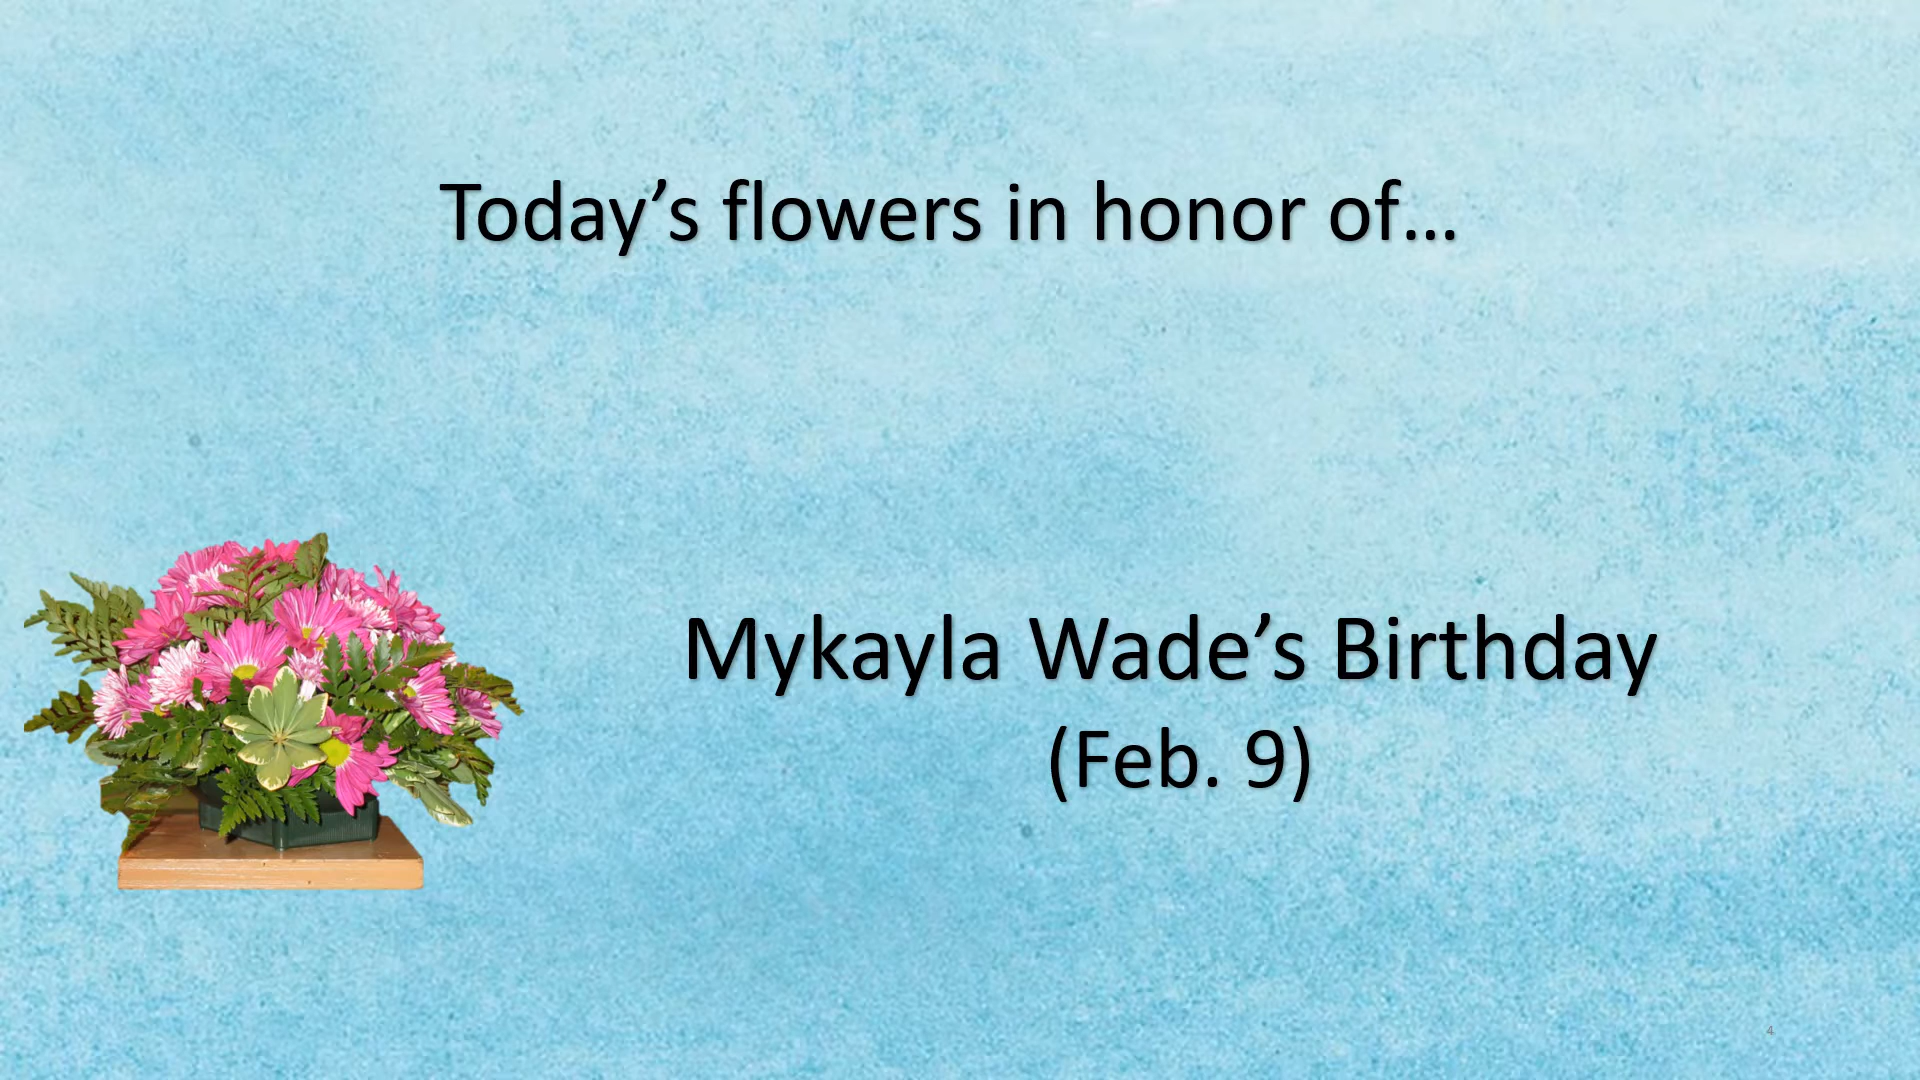 Today’s flowers in honor of…
Mykayla Wade’s Birthday
(Feb. 9)
4